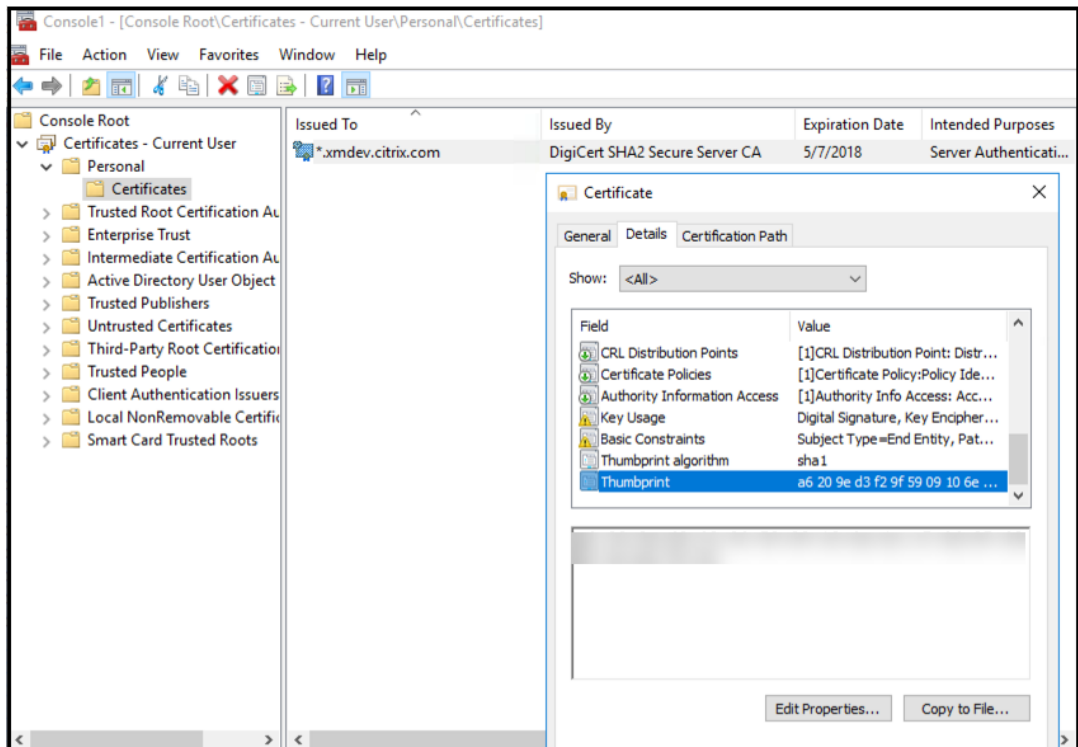 Console1 - [Console Root\Certificates - Current User\Personal\Certificates]
File Action View Favorites Window Help
Console Root
Certificates - Current User
Personal
Certificates
Trusted Root Certification Au
Enterprise Trust
Intermediate Certification Au
Active Directory User Object
Trusted Publishers
Untrusted Certificates
Third-Party Root Certification
Trusted People
Client Authentication Issuers
Local NonRemovable Certific
Smart Card Trusted Roots
Issued To Issued By Expiration Date Intended Purposes
*.xmdev.citrix.com DigiCert SHA2 Secure Server CA 5/7/2018 Server Authenticati...
Certificate
General Details Certification Path
Show: <All>
Field Value
CRL Distribution Points [1]CRL Distribution Point: Distr...
Certificate Policies [1]Certificate Policy:Policy Ide...
Authority Information Access [1]Authority Info Access: Acc...
Key Usage Digital Signature, Key Encipher...
Basic Constraints Subject Type=End Entity, Pat...
Thumbprint algorithm sha1
Thumbprint a6 20 9e d3 f2 9f 59 09 10 6e ...
Edit Properties... Copy to File...